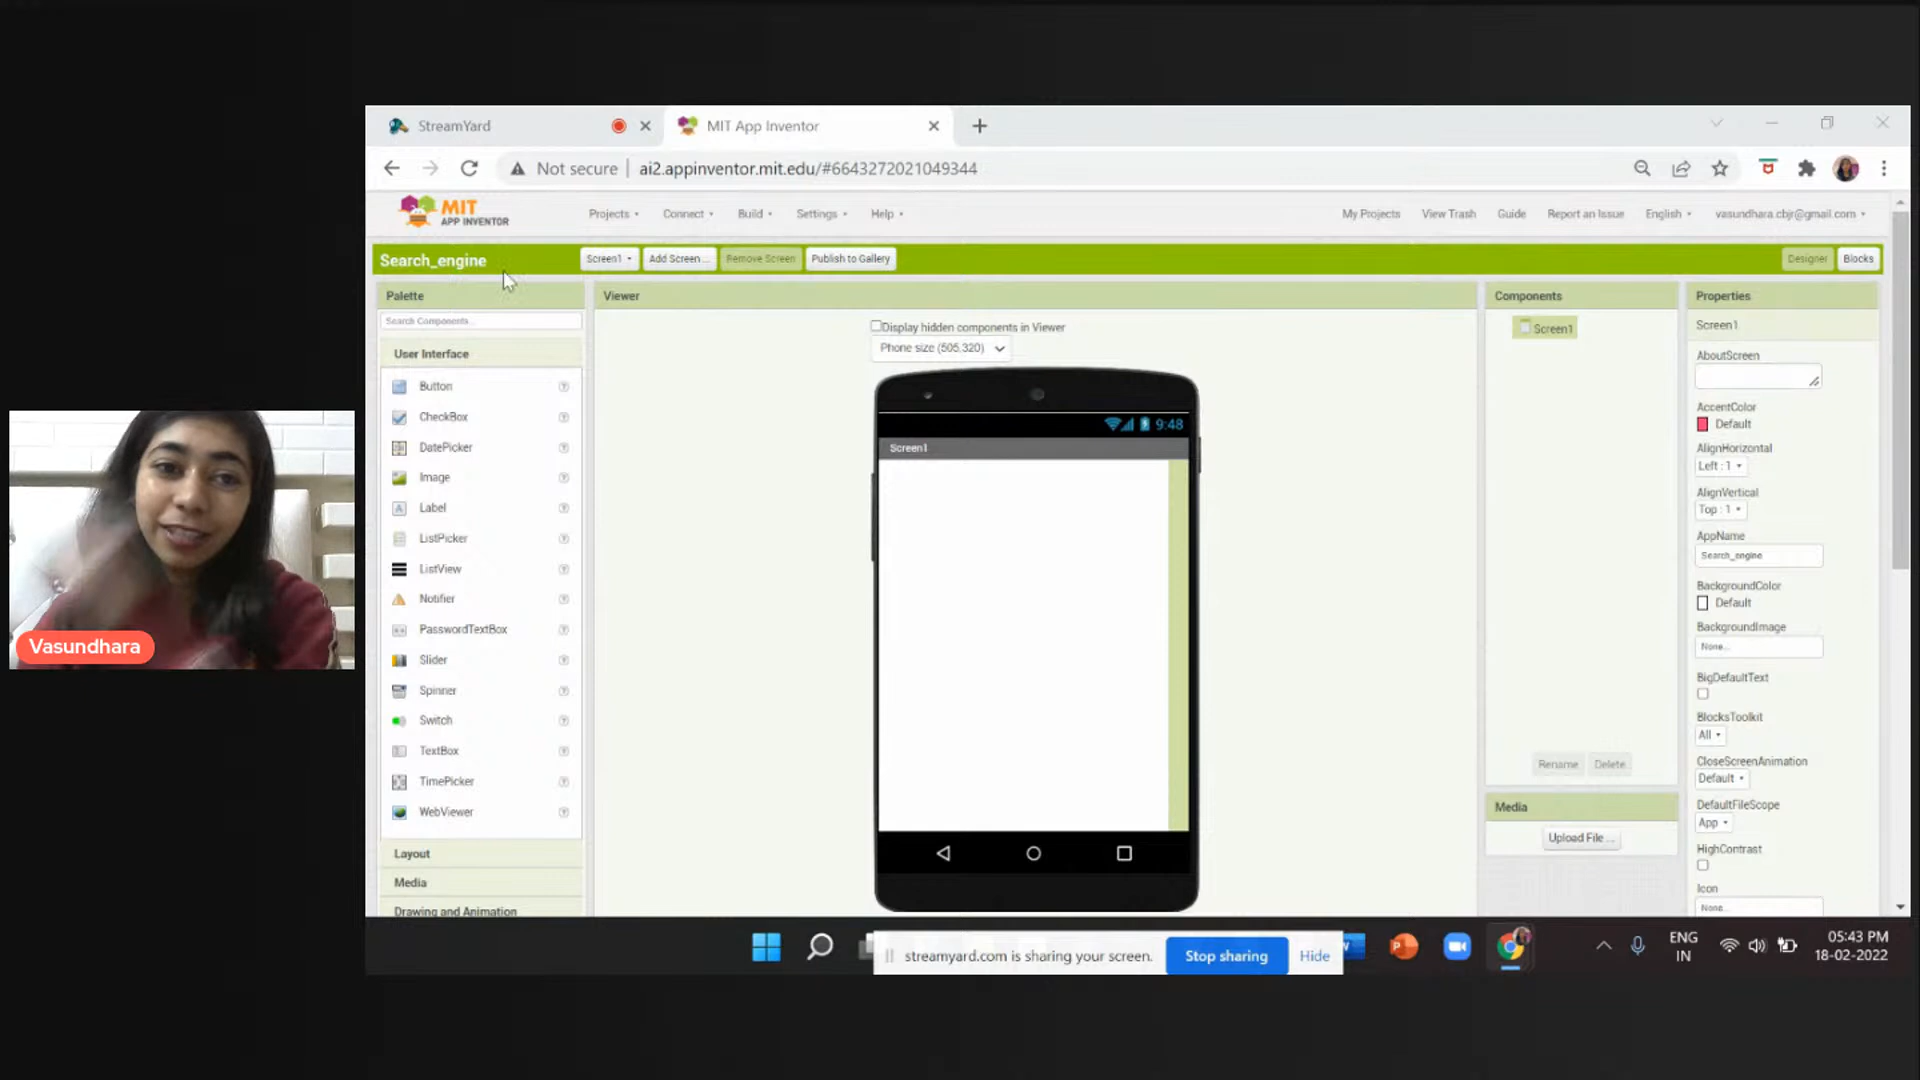 StreamYard
MIT App Inventor
Not secure
ai2.appinventor.mit.edu/#6643272021049344
MIT
APP INVENTOR
Projects
Connect
Build
Settings
Help
My Projects
View Trash
Guide
Report an Issue
English
vasundhara.cbjr@gmail.com
Search_engine
Screen1
Add Screen ...
Remove Screen
Publish to Gallery
Designer
Blocks
Palette
Viewer
Components
Properties
Search Components...
User Interface
Button
CheckBox
DatePicker
Image
Label
ListPicker
ListView
Notifier
PasswordTextBox
Slider
Spinner
Switch
TextBox
TimePicker
WebViewer
Layout
Media
Drawing and Animation
Display hidden components in Viewer
Phone size (505,320)
9:48
Screen1
Screen1
Rename
Delete
Media
Upload File ...
Screen1
AboutScreen
AccentColor
Default
AlignHorizontal
Left : 1
AlignVertical
Top : 1
AppName
Search_engine
BackgroundColor
Default
BackgroundImage
None...
BigDefaultText
BlocksToolkit
All
CloseScreenAnimation
Default
DefaultFileScope
App
HighContrast
Icon
None...
Vasundhara
streamyard.com is sharing your screen.
Stop sharing
Hide
ENG
IN
05:43 PM
18-02-2022